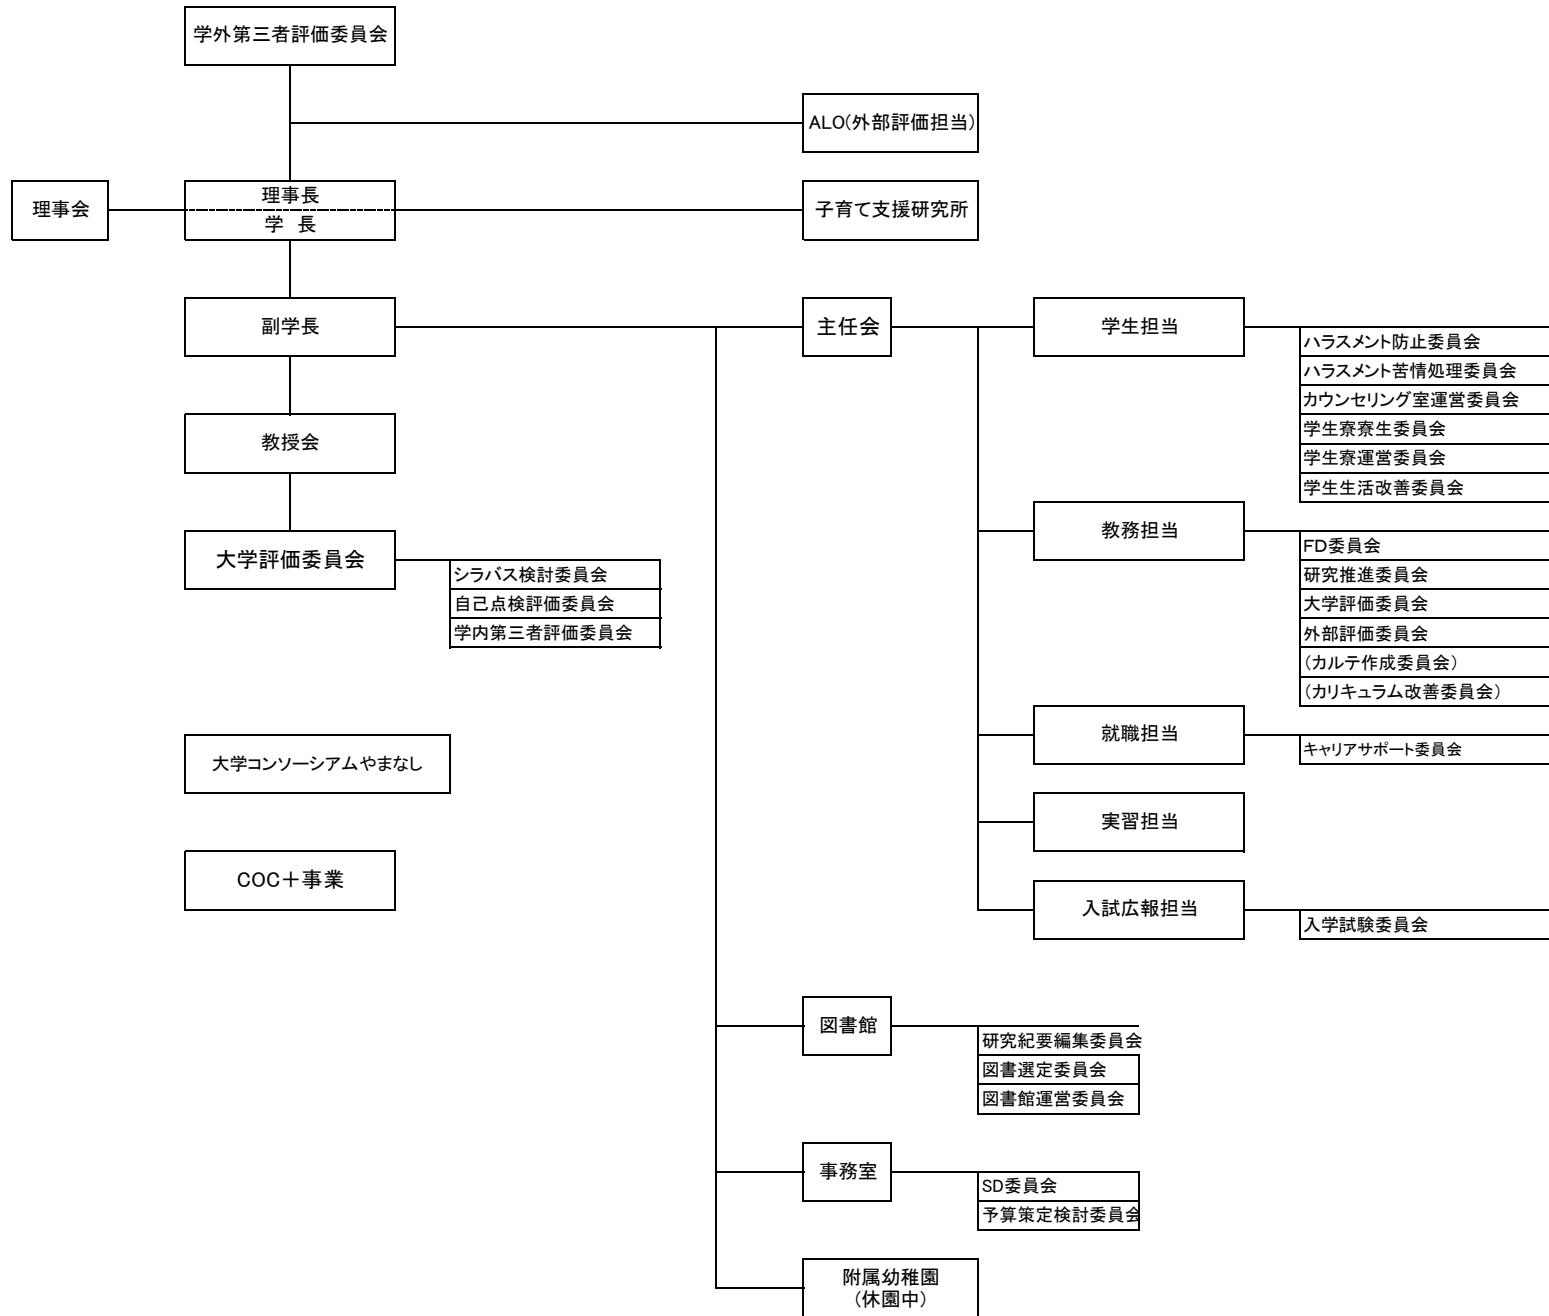 学外第三者評価委員会
ALO(外部評価担当)
理事会
理事長
学 長
子育て支援研究所
副学長
主任会
学生担当
ハラスメント防止委員会
ハラスメント苦情処理委員会
カウンセリング室運営委員会
学生寮寮生委員会
学生寮運営委員会
学生生活改善委員会
教授会
大学評価委員会
シラバス検討委員会
自己点検評価委員会
学内第三者評価委員会
教務担当
FD委員会
研究推進委員会
大学評価委員会
外部評価委員会
(カルテ作成委員会)
(カリキュラム改善委員会)
就職担当
キャリアサポート委員会
大学コンソーシアムやまなし
実習担当
COC＋事業
入試広報担当
入学試験委員会
図書館
研究紀要編集委員会
図書選定委員会
図書館運営委員会
事務室
SD委員会
予算策定検討委員会
附属幼稚園
(休園中)